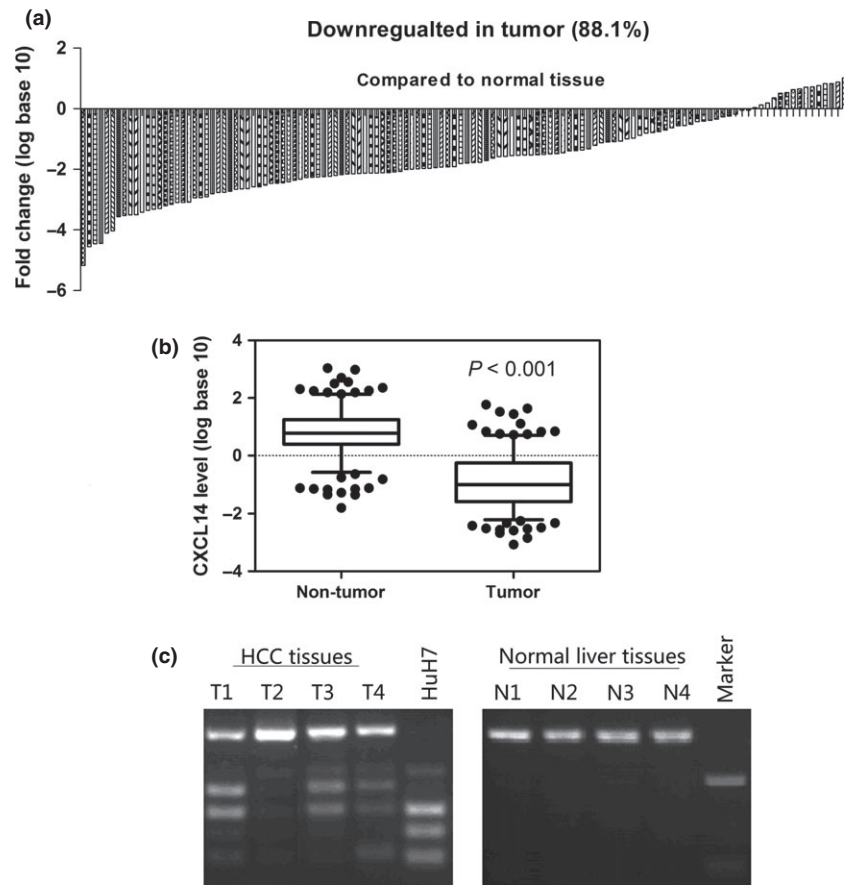 (a)
Downregualted in tumor (88.1%)
Compared to normal tissue
Fold change (log base 10)
2
0
–2
–4
–6
(b)
CXCL14 level (log base 10)
4
2
0
–2
–4
P < 0.001
Non-tumor Tumor
(c)
HCC tissues
T1 T2 T3 T4 HuH7
Normal liver tissues
N1 N2 N3 N4 Marker